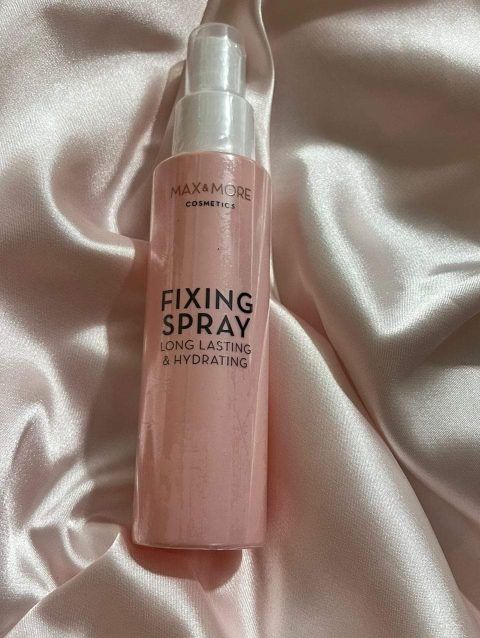 MAX&MORE
COSMETICS
FIXING
SPRAY
LONG LASTING
& HYDRATING